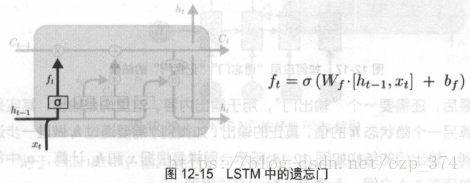 h_t
C_{t-1}
C_t
f_t
σ
h_{t-1}
x_t
f_t = σ(W_f·[h_{t-1}, x_t] + b_f)
https://blog.csdn.net/czp_374
图 12-15 LSTM 中的遗忘门